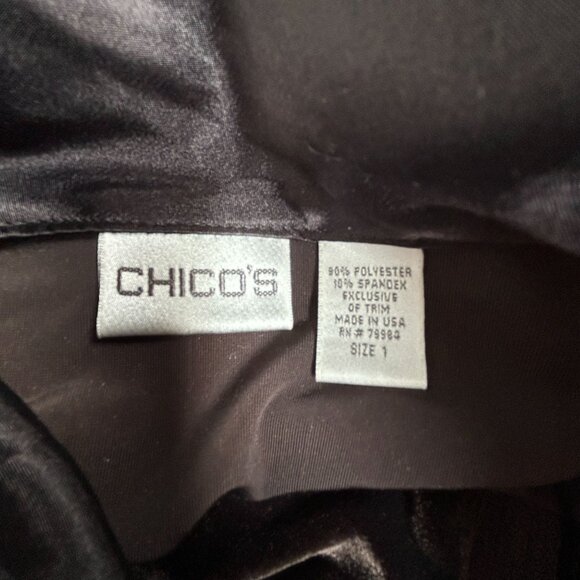 CHICO'S
90% POLYESTER
10% SPANDEX
EXCLUSIVE
OF TRIM
MADE IN USA
RN# 79984
SIZE 1